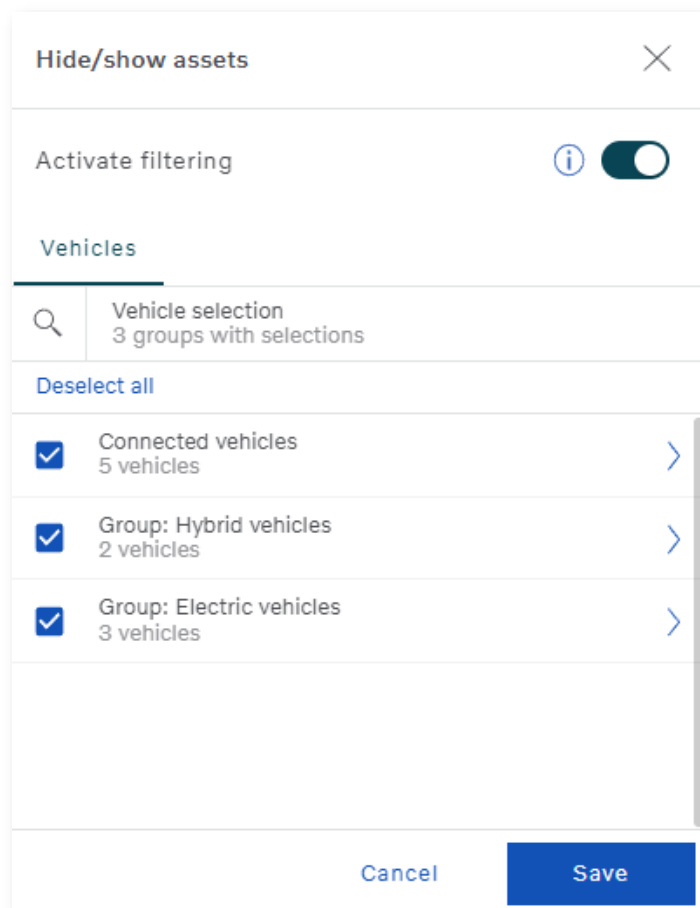 Hide/show assets
Activate filtering
Vehicles
Vehicle selection
3 groups with selections
Deselect all
Connected vehicles
5 vehicles
Group: Hybrid vehicles
2 vehicles
Group: Electric vehicles
3 vehicles
Cancel Save